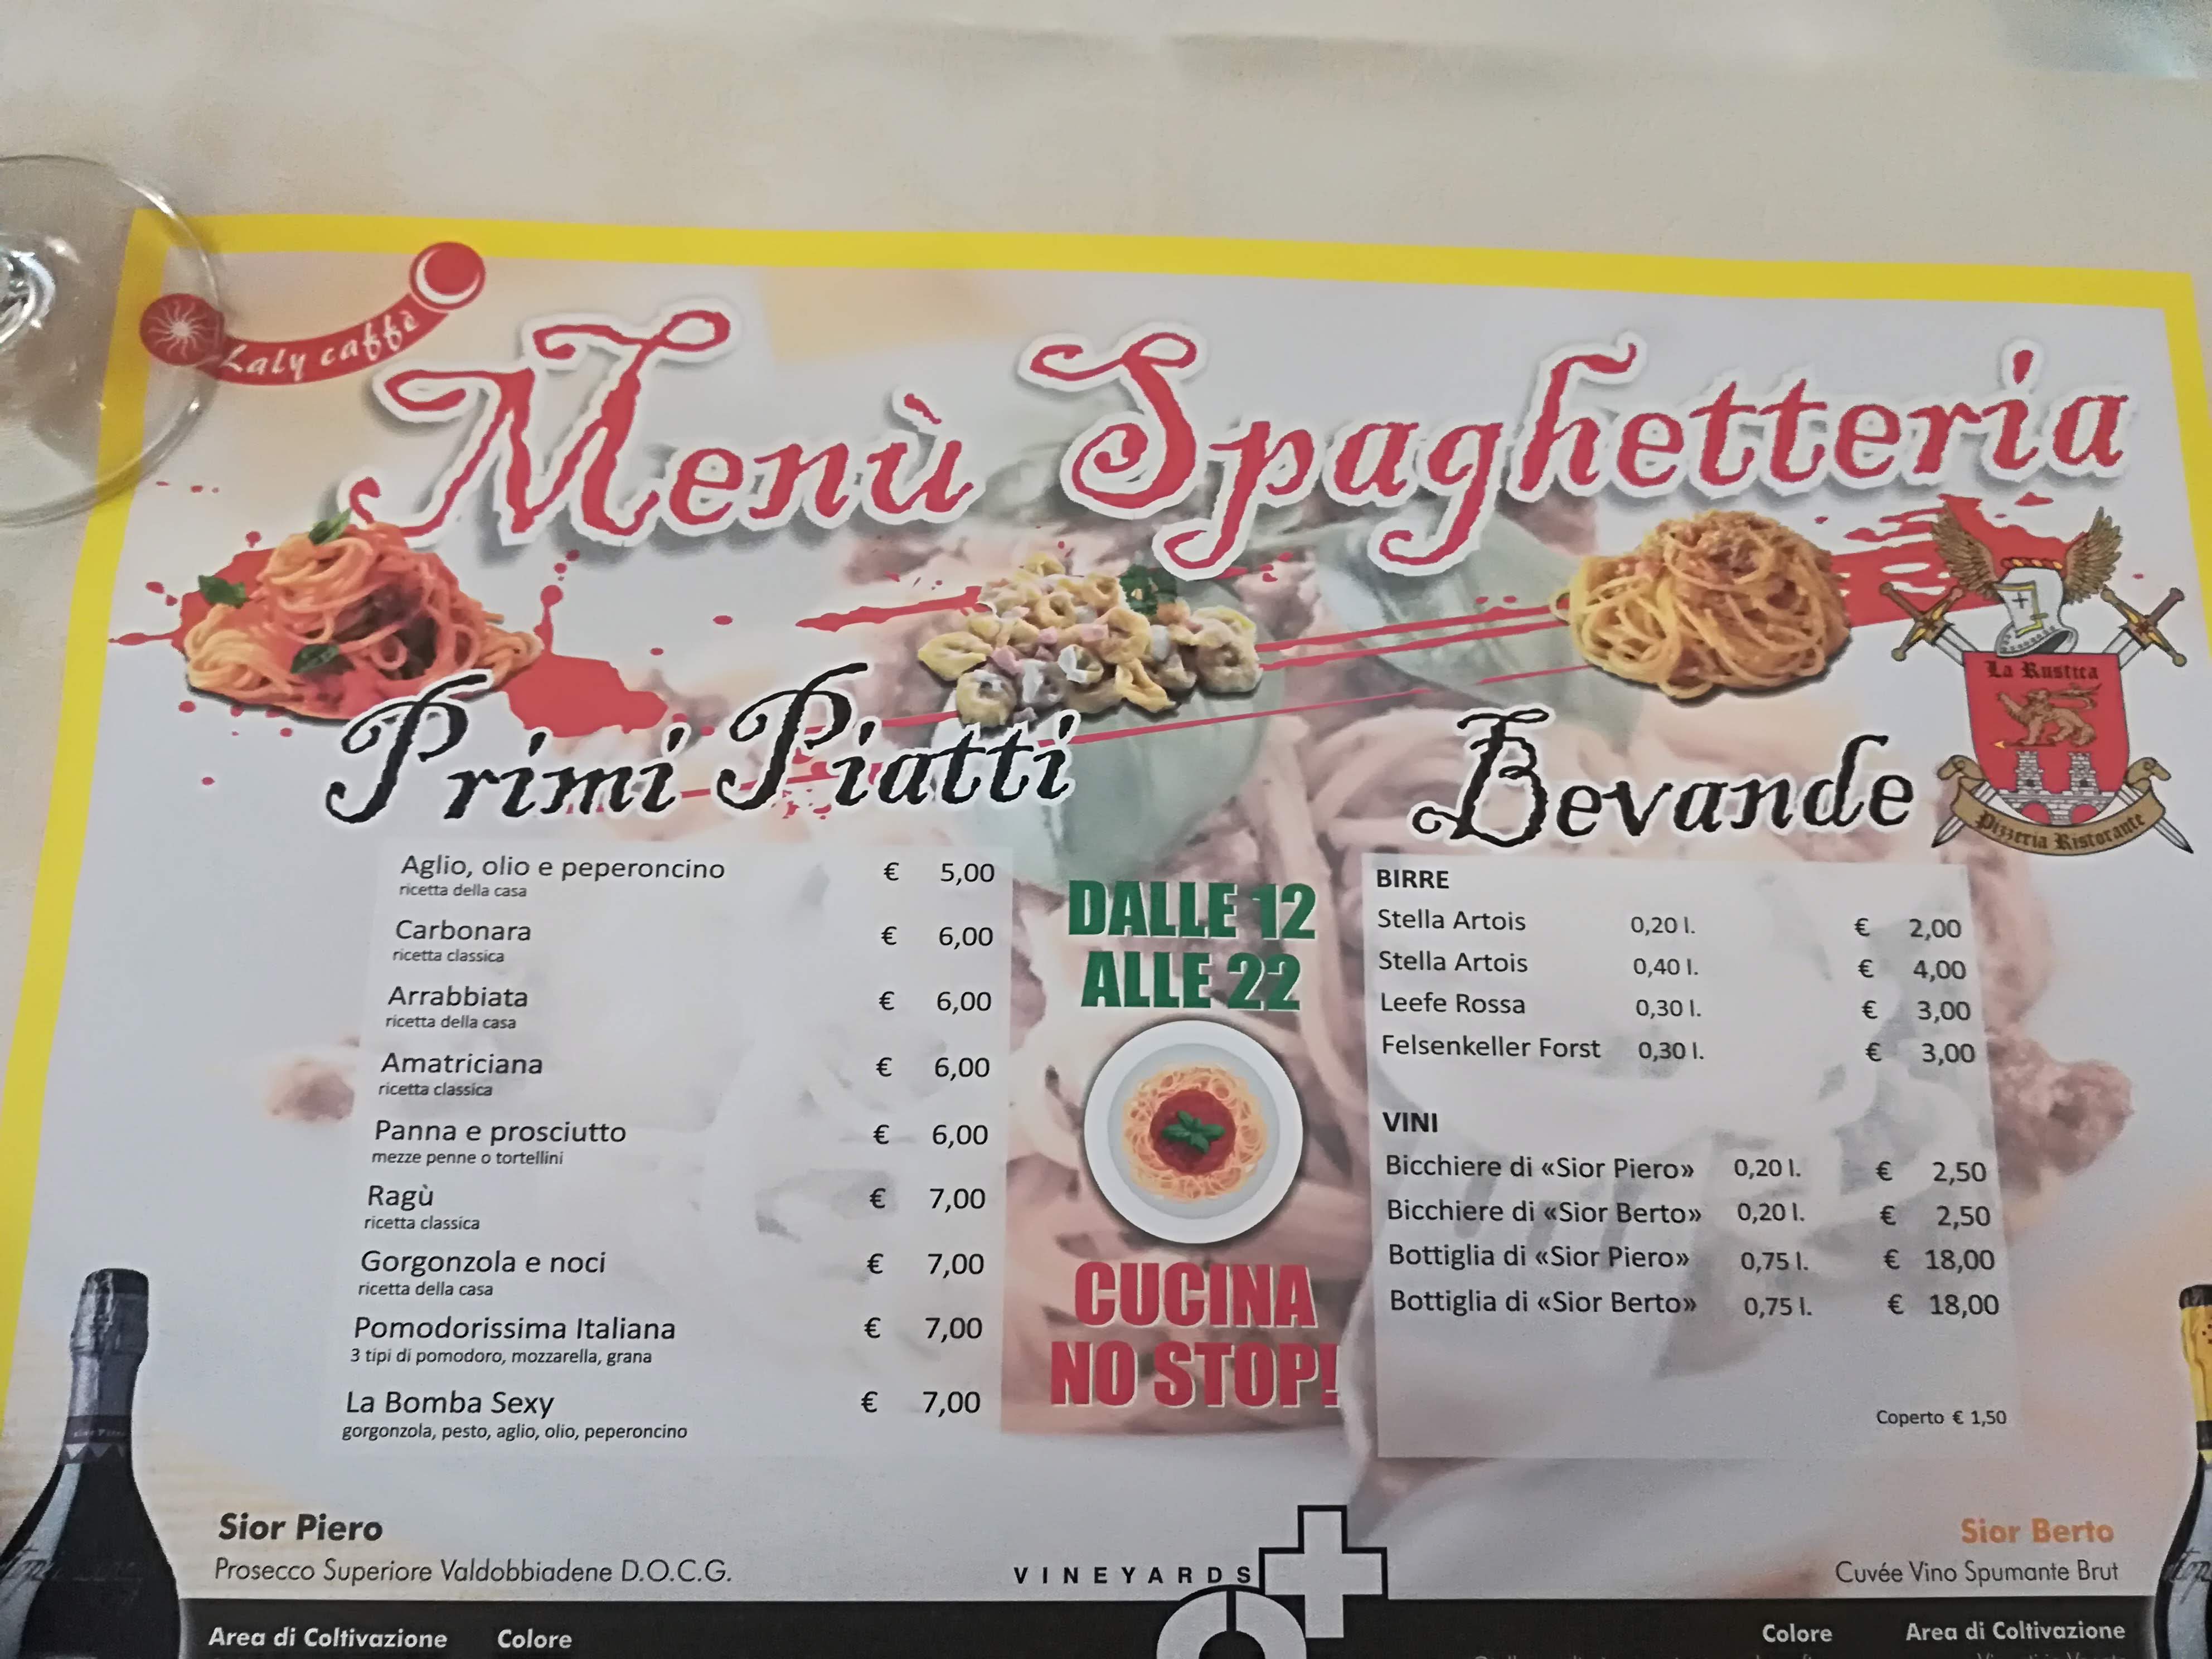 Laly caffè
Menù Spaghetteria
La Rustica
Pizzeria Ristorante
Primi Piatti
Aglio, olio e peperoncino € 5,00
ricetta della casa
Carbonara € 6,00
ricetta classica
Arrabbiata € 6,00
ricetta della casa
Amatriciana € 6,00
ricetta classica
Panna e prosciutto € 6,00
mezze penne o tortellini
Ragù € 7,00
ricetta classica
Gorgonzola e noci € 7,00
ricetta della casa
Pomodorissima Italiana € 7,00
3 tipi di pomodoro, mozzarella, grana
La Bomba Sexy € 7,00
gorgonzola, pesto, aglio, olio, peperoncino
DALLE 12
ALLE 22
CUCINA
NO STOP!
Bevande
BIRRE
Stella Artois 0,20 l. € 2,00
Stella Artois 0,40 l. € 4,00
Leefe Rossa 0,30 l. € 3,00
Felsenkeller Forst 0,30 l. € 3,00
VINI
Bicchiere di «Sior Piero» 0,20 l. € 2,50
Bicchiere di «Sior Berto» 0,20 l. € 2,50
Bottiglia di «Sior Piero» 0,75 l. € 18,00
Bottiglia di «Sior Berto» 0,75 l. € 18,00
Coperto € 1,50
Sior Piero
Prosecco Superiore Valdobbiadene D.O.C.G.
VINEYARDS
Sior Berto
Cuvée Vino Spumante Brut
Area di Coltivazione Colore
Colore Area di Coltivazione